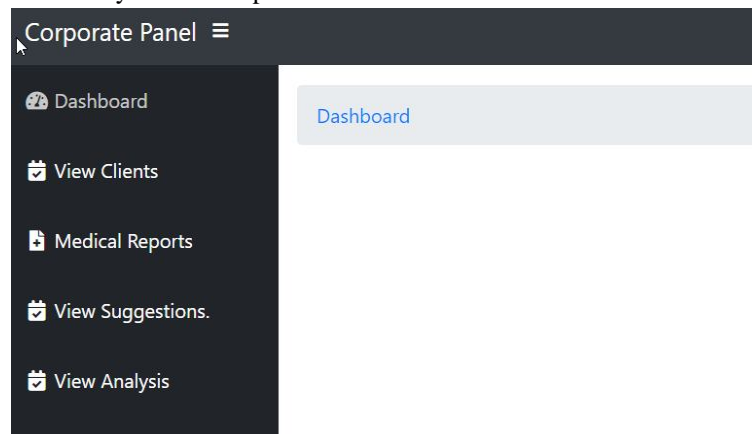 Corporate Panel
Dashboard
Dashboard
View Clients
Medical Reports
View Suggestions.
View Analysis